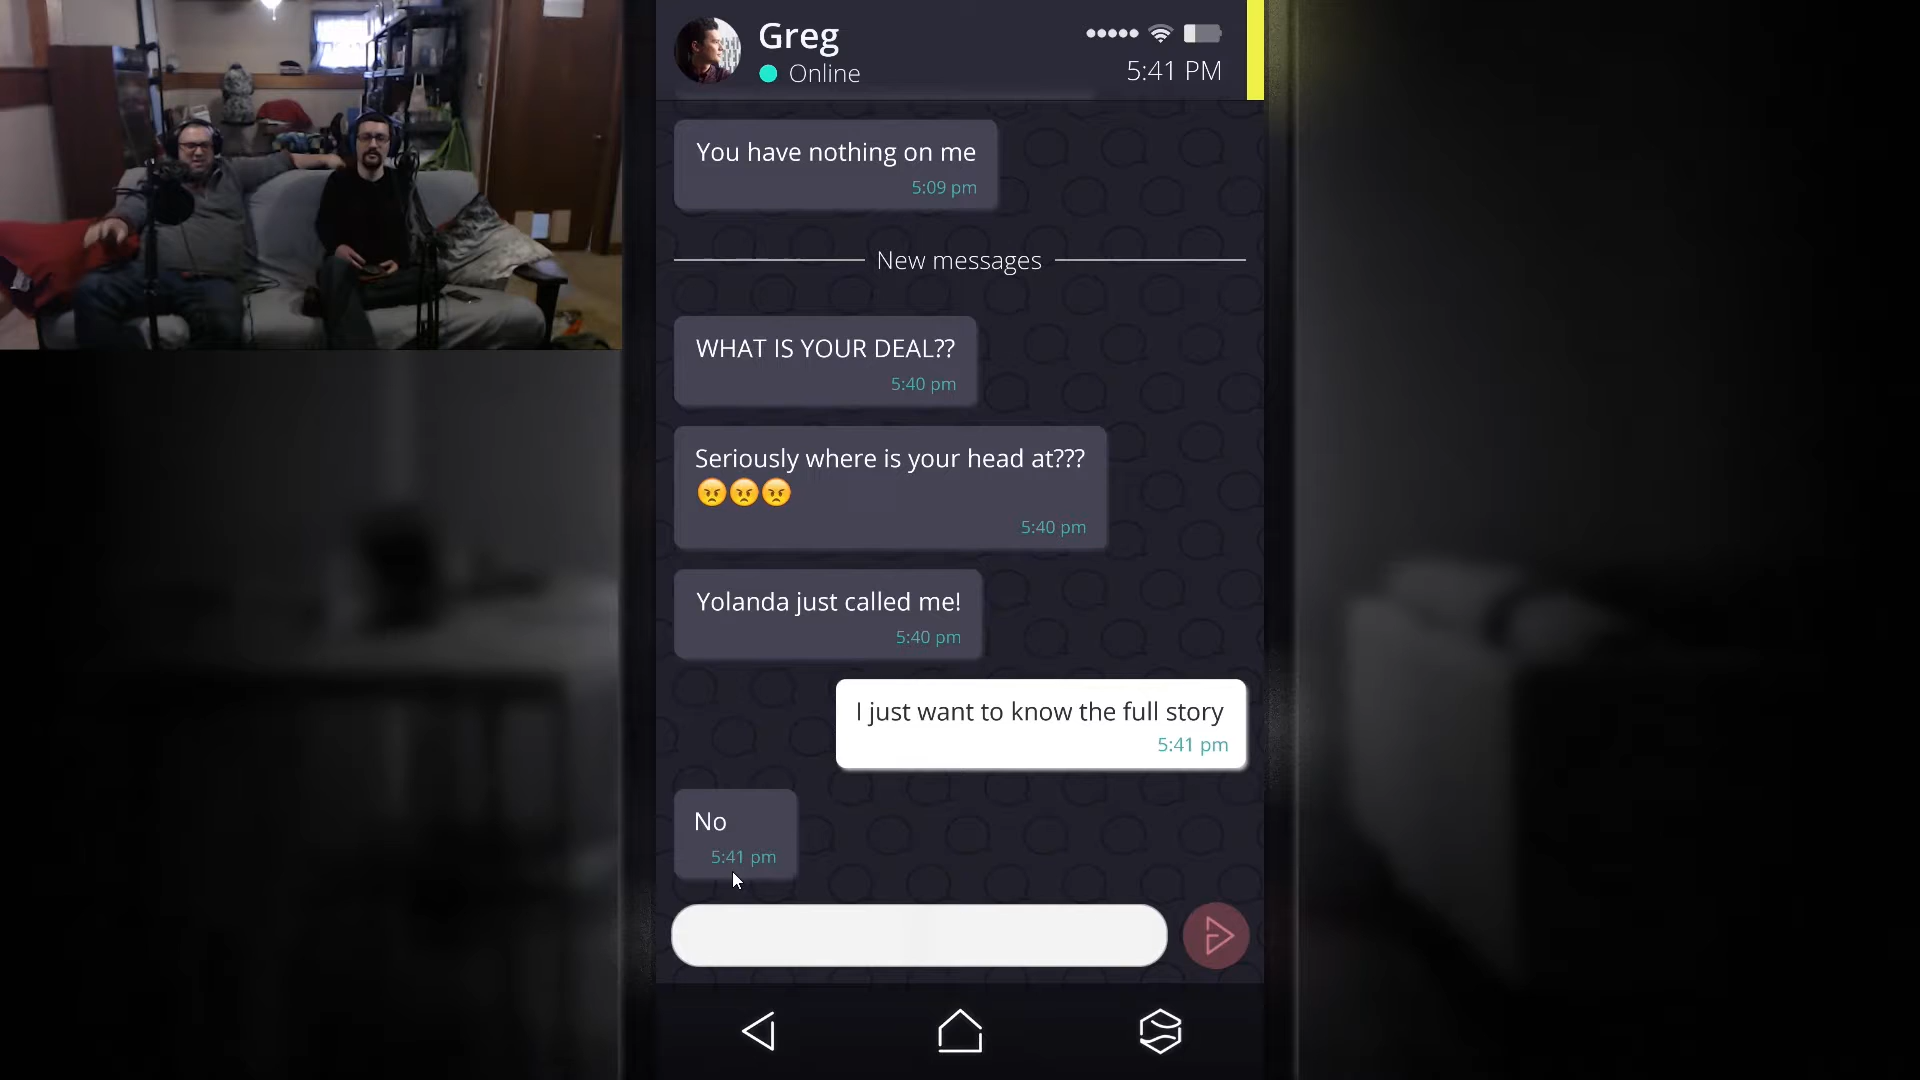 Greg
Online
5:41 PM
You have nothing on me
5:09 pm
New messages
WHAT IS YOUR DEAL??
5:40 pm
Seriously where is your head at???
😠😠😠
5:40 pm
Yolanda just called me!
5:40 pm
I just want to know the full story
5:41 pm
No
5:41 pm